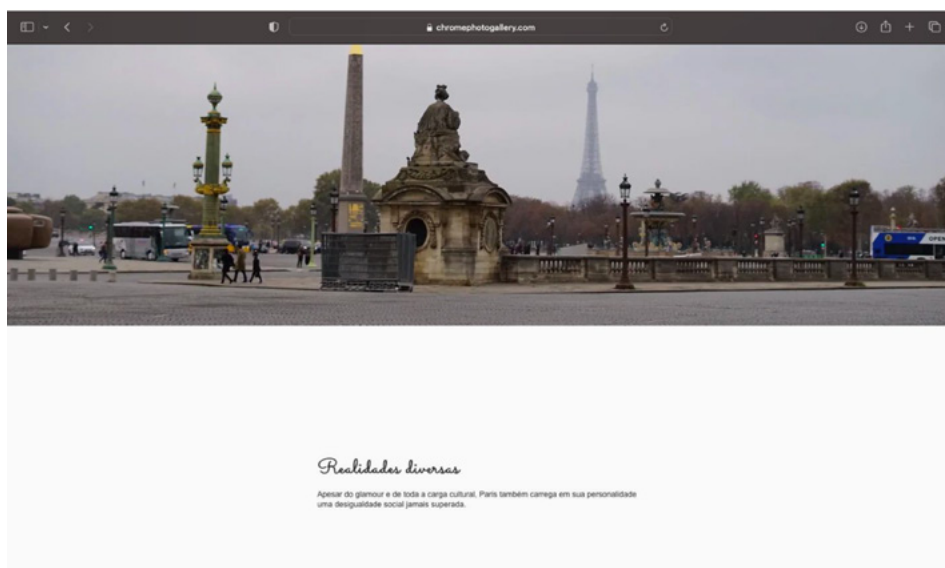 chromephotogallery.com
OPEN
Realidades diversas
Apesar do glamour e de toda a carga cultural, Paris também carrega em sua personalidade
uma desigualdade social jamais superada.